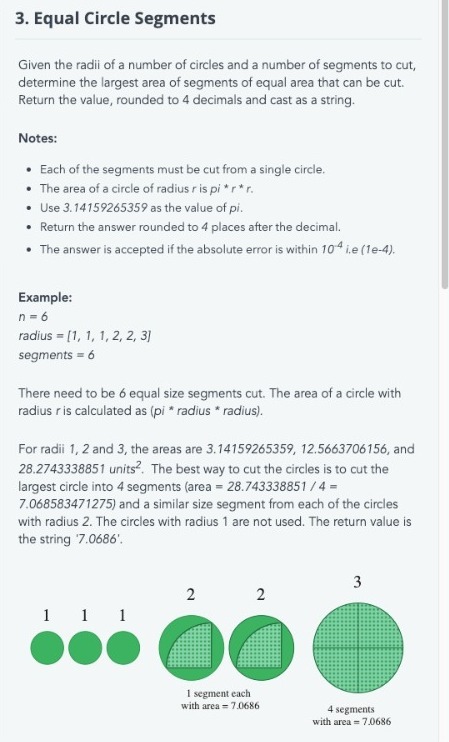 3. Equal Circle Segments
Given the radii of a number of circles and a number of segments to cut,
determine the largest area of segments of equal area that can be cut.
Return the value, rounded to 4 decimals and cast as a string.
Notes:
• Each of the segments must be cut from a single circle.
• The area of a circle of radius r is pi * r * r.
• Use 3.14159265359 as the value of pi.
• Return the answer rounded to 4 places after the decimal.
• The answer is accepted if the absolute error is within 10⁻⁴ i.e (1e-4).
Example:
n = 6
radius = [1, 1, 1, 2, 2, 3]
segments = 6
There need to be 6 equal size segments cut. The area of a circle with
radius r is calculated as (pi * radius * radius).
For radii 1, 2 and 3, the areas are 3.14159265359, 12.5663706156, and
28.2743338851 units². The best way to cut the circles is to cut the
largest circle into 4 segments (area = 28.743338851 / 4 =
7.068583471275) and a similar size segment from each of the circles
with radius 2. The circles with radius 1 are not used. The return value is
the string '7.0686'.
1 1 1 2 2 3
1 segment each
with area = 7.0686
4 segments
with area = 7.0686